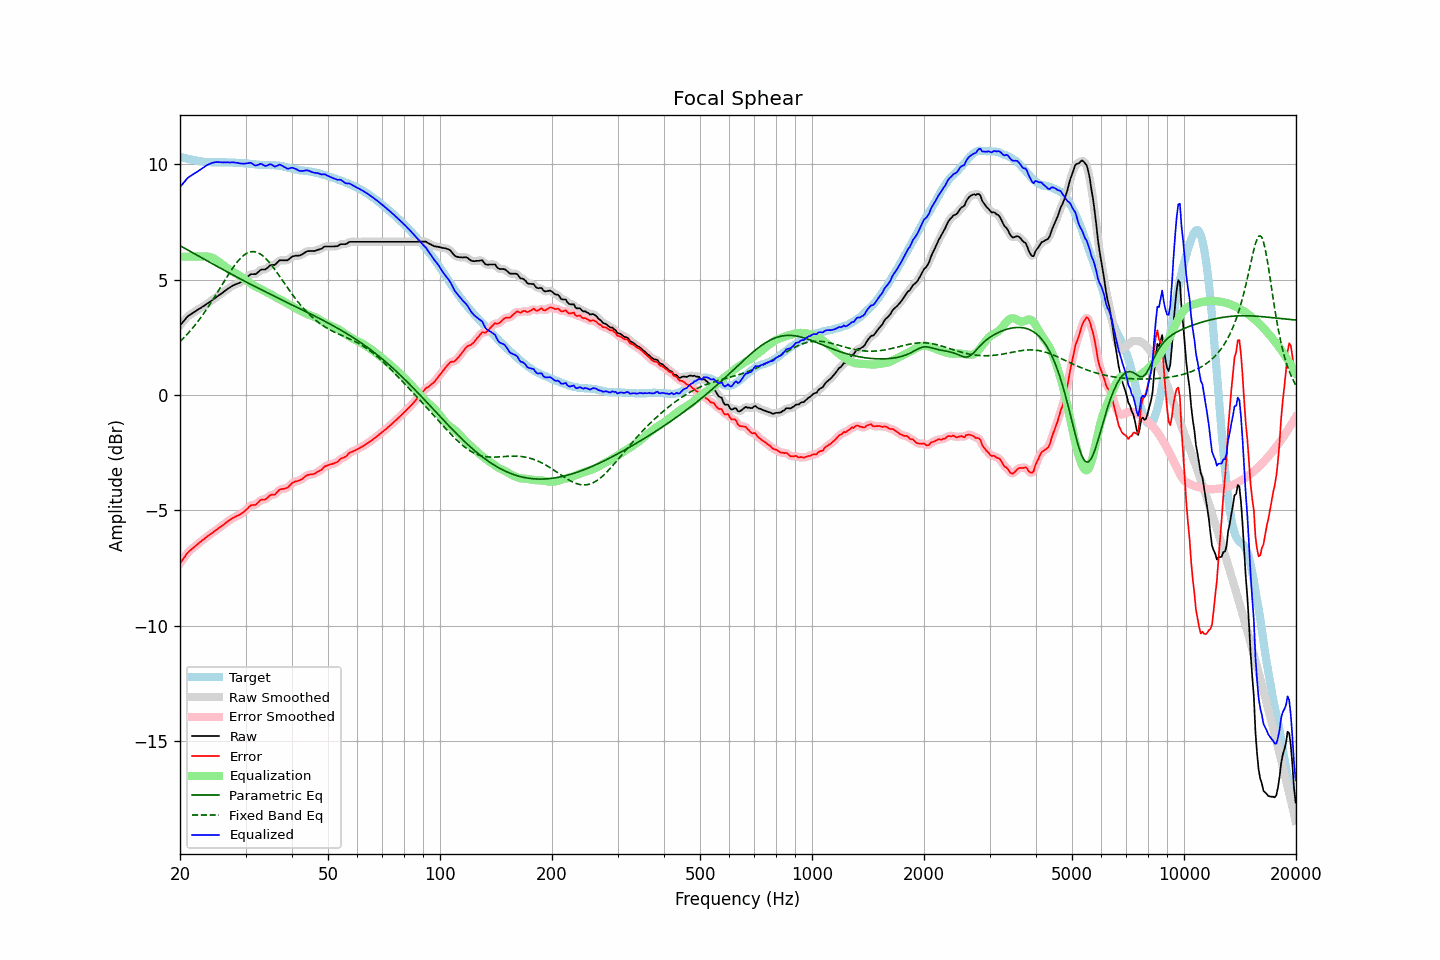 Focal Sphear
Amplitude (dBr)
10
5
0
−5
−10
−15
Target
Raw Smoothed
Error Smoothed
Raw
Error
Equalization
Parametric Eq
Fixed Band Eq
Equalized
20 50 100 200 500 1000 2000 5000 10000 20000
Frequency (Hz)